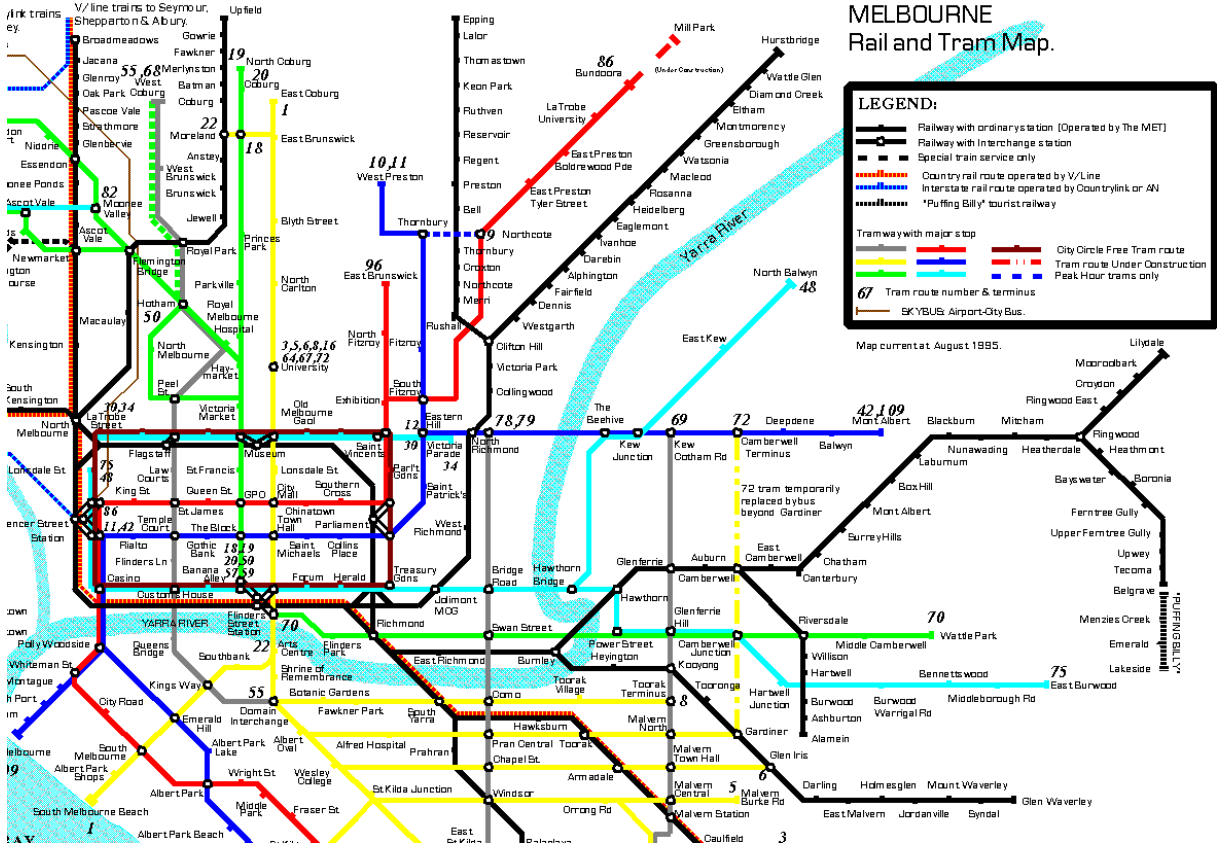 MELBOURNE
Rail and Tram Map.
LEGEND:
Railway with ordinary station [Operated by The MET]
Railway with Interchange station
Special train service only
Country rail route operated by V/Line
Interstate rail route operated by Countrylink or AN
"Puffing Billy" tourist railway
Tramway with major stop
City Circle Free Tram route
Tram route Under Construction
Peak Hour trams only
67 Tram route number & terminus
SKYBUS: Airport-City Bus.
Map current at August 1995.
V/line trains to Seymour,
Shepparton & Albury.
Broadmeadows
Jacana
Glenroy
Oak Park
Pascoe Vale
Strathmore
Glenbervie
Niddrie
Essendon
82
Moonee
Valley
Ascot Vale
Ascot
Vale
Newmarket
Kensington
South
Kensington
North
Melbourne
Upfield
Gowrie
Fawkner
Merlynston
Batman
Coburg
55, 68
West
Coburg
22
Moreland
Anstey
West
Brunswick
Brunswick
Jewell
Royal Park
Flemington
Bridge
Macaulay
Hotham
50
North
Melbourne
Royal
Melbourne
Hospital
Hay-
market
Peel
St.
Victoria
Market
19
North Coburg
20
Coburg
18
Princes
Park
Parkville
East Coburg
1
East Brunswick
Blyth Street
North
Carlton
3,5,6,8,16
64,67,72
University
Old
Melbourne
Gaol
10,11
West Preston
Thornbury
96
East Brunswick
North
Fitzroy
Fitzroy
South
Fitzroy
Exhibition
Epping
Lalor
Thomastown
Keon Park
Ruthven
Reservoir
Regent
Preston
Bell
Thornbury
Croxton
Northcote
Merri
Rushall
Northcote
Mill Park
(Under Construction)
86
Bundoora
La Trobe
University
East Preston
Boldrewood Pde
East Preston
Tyler Street
Hurstbridge
Wattle Glen
Diamond Creek
Eltham
Montmorency
Greensborough
Watsonia
Macleod
Rosanna
Heidelberg
Eaglemont
Ivanhoe
Darebin
Alphington
Fairfield
Dennis
Westgarth
Clifton Hill
Victoria Park
Collingwood
Yarra River
North Balwyn
48
East Kew
La Trobe
Street
30,34
Flagstaff
Museum
Saint
Vincents
12
Eastern
Hill
30
Victoria
Parade
34
78,79
North
Richmond
The
Beehive
Kew
Junction
69
Kew
Cotham Rd
72
Camberwell
Terminus
Deepdene
Balwyn
42,109
Mont Albert
72 tram temporarily
replaced by bus
beyond Gardiner
Lonsdale St
75
48
Law
Courts
St Francis
Lonsdale St
Southern
Cross
Parl't
Gdns
Saint
Patrick's
King St.
Queen St.
GPO
City
Mall
Chinatown
86
St James
Town
Hall
Parliament
West
Richmond
Station
11,42
Temple
Court
The Block
Rialto
Gothic
Bank
18,19
20,50
57,59
Saint
Michaels
Collins
Place
Flinders Ln
Banana
Alley
Forum
Herald
Treasury
Gdns
Casino
Customs House
Flinders
Street
Station
70
22
Jolimont
MCG
Bridge
Road
Hawthorn
Bridge
Hawthorn
Glenferrie
Auburn
Camberwell
East
Camberwell
Canterbury
Chatham
Surrey Hills
Mont Albert
Box Hill
Laburnum
Blackburn
Nunawading
Mitcham
Heatherdale
Ringwood
Ringwood East
Croydon
Mooroolbark
Lilydale
Heathmont
Bayswater
Boronia
Ferntree Gully
Upper Ferntree Gully
Upwey
Tecoma
Belgrave
Menzies Creek
Emerald
Lakeside
"PUFFING BILLY"
YARRA RIVER
Polly Woodside
Queens
Bridge
Southbank
Arts
Centre
Flinders
Park
Shrine of
Remembrance
Richmond
Swan Street
East Richmond
Burnley
Power Street
Heyington
Glenferrie
Hill
Camberwell
Junction
Kooyong
Riversdale
Middle Camberwell
70
Wattle Park
Willison
Hartwell
Burwood
Ashburton
Alamein
Hartwell
Junction
Burwood
Warrigal Rd
Bennettswood
Middleborough Rd
75
East Burwood
Whiteman St
Montague
Kings Way
City Road
Emerald
Hill
55
Domain
Interchange
Botanic Gardens
Fawkner Park
South
Yarra
Como
Toorak
Village
Toorak
Terminus
8
Tooronga
Albert
Oval
Alfred Hospital
Prahran
Pran Central
Hawksburn
Toorak
Malvern
North
Gardiner
Glen Iris
South
Melbourne
Albert Park
Shops
Albert Park
Lake
Wesley
College
Chapel St.
Armadale
Malvern
Town Hall
6
Darling
East Malvern
Holmesglen
Jordanville
Mount Waverley
Syndal
Glen Waverley
South Melbourne Beach
1
Albert Park
Wright St
Middle
Park
Fraser St
Albert Park Beach
St Kilda Junction
Windsor
Orrong Rd
Malvern
Central
5
Malvern
Burke Rd
Malvern Station
East
Caulfield
3